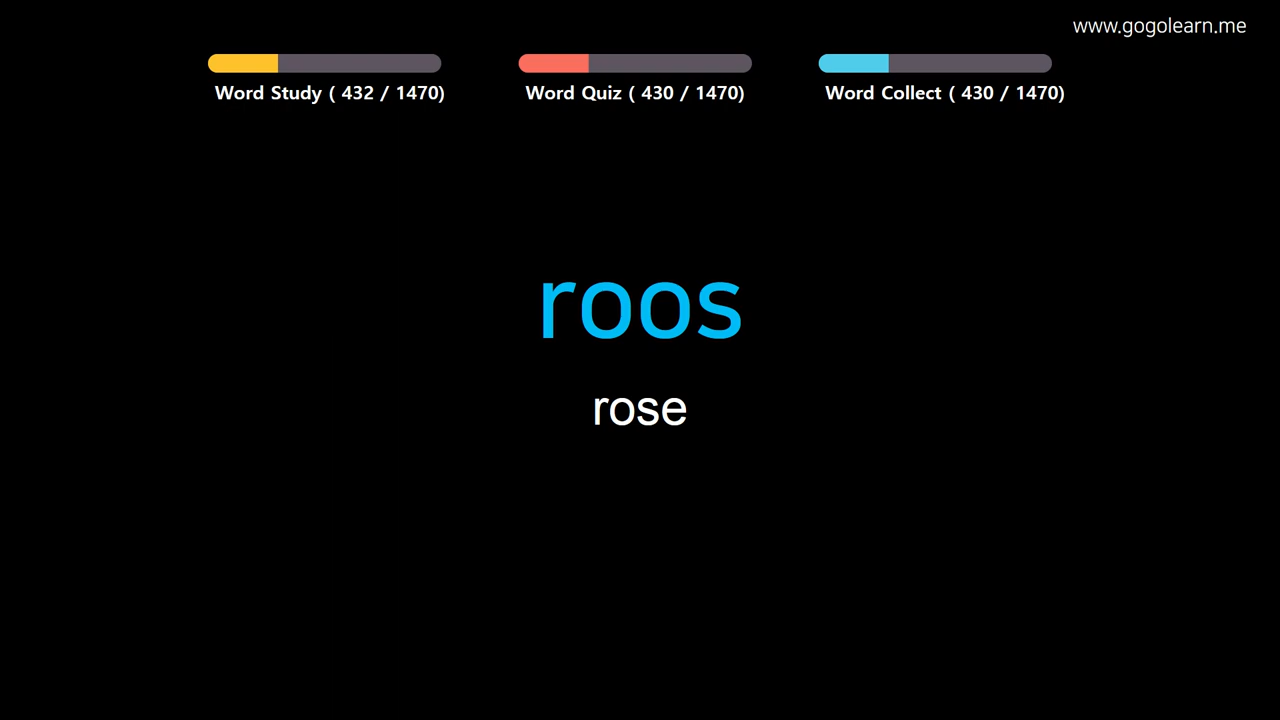 www.gogolearn.me
Word Study ( 432 / 1470)
Word Quiz ( 430 / 1470)
Word Collect ( 430 / 1470)
roos
rose